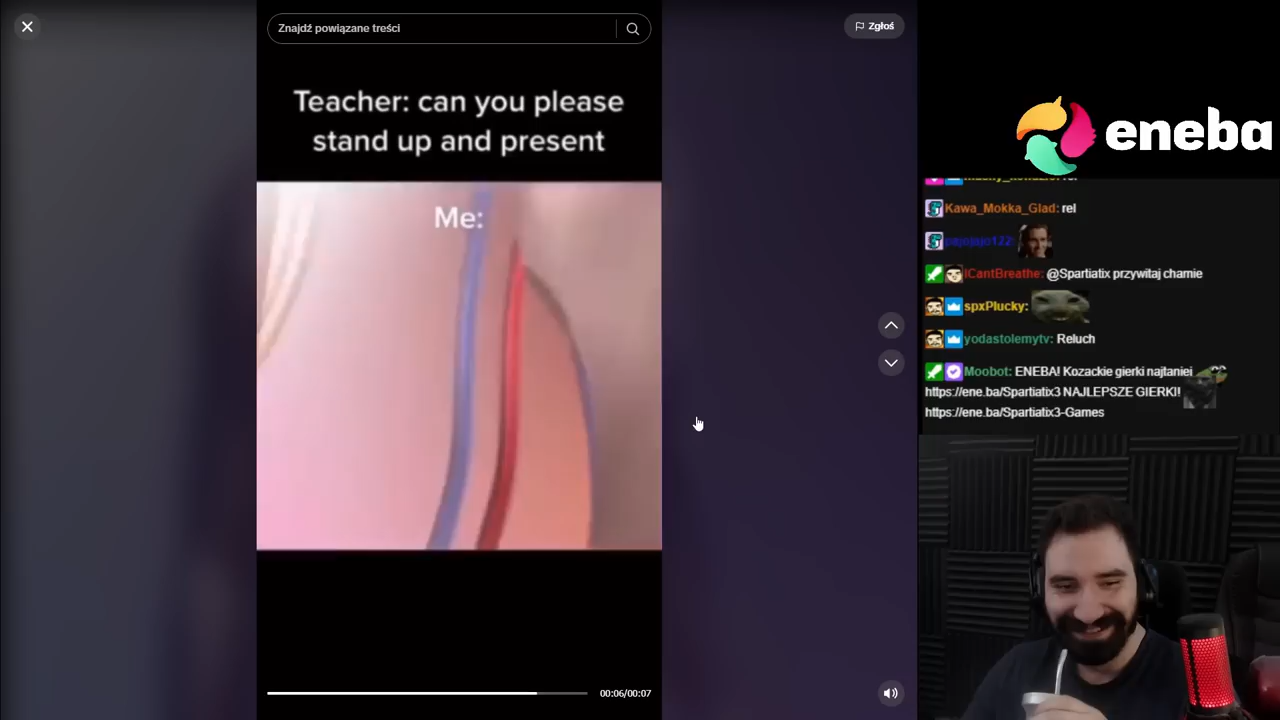 Znajdź powiązane treści
Zgłoś
Teacher: can you please
stand up and present
Me:
00:06/00:07
eneba
Kawa_Mokka_Glad: rel
pajojajo122:
ICantBreathe: @Spartiatix przywitaj chamie
spxPlucky:
yodastolemytv: Reluch
Moobot: ENEBA! Kozackie gierki najtaniej
https://ene.ba/Spartiatix3 NAJLEPSZE GIERKI!
https://ene.ba/Spartiatix3-Games